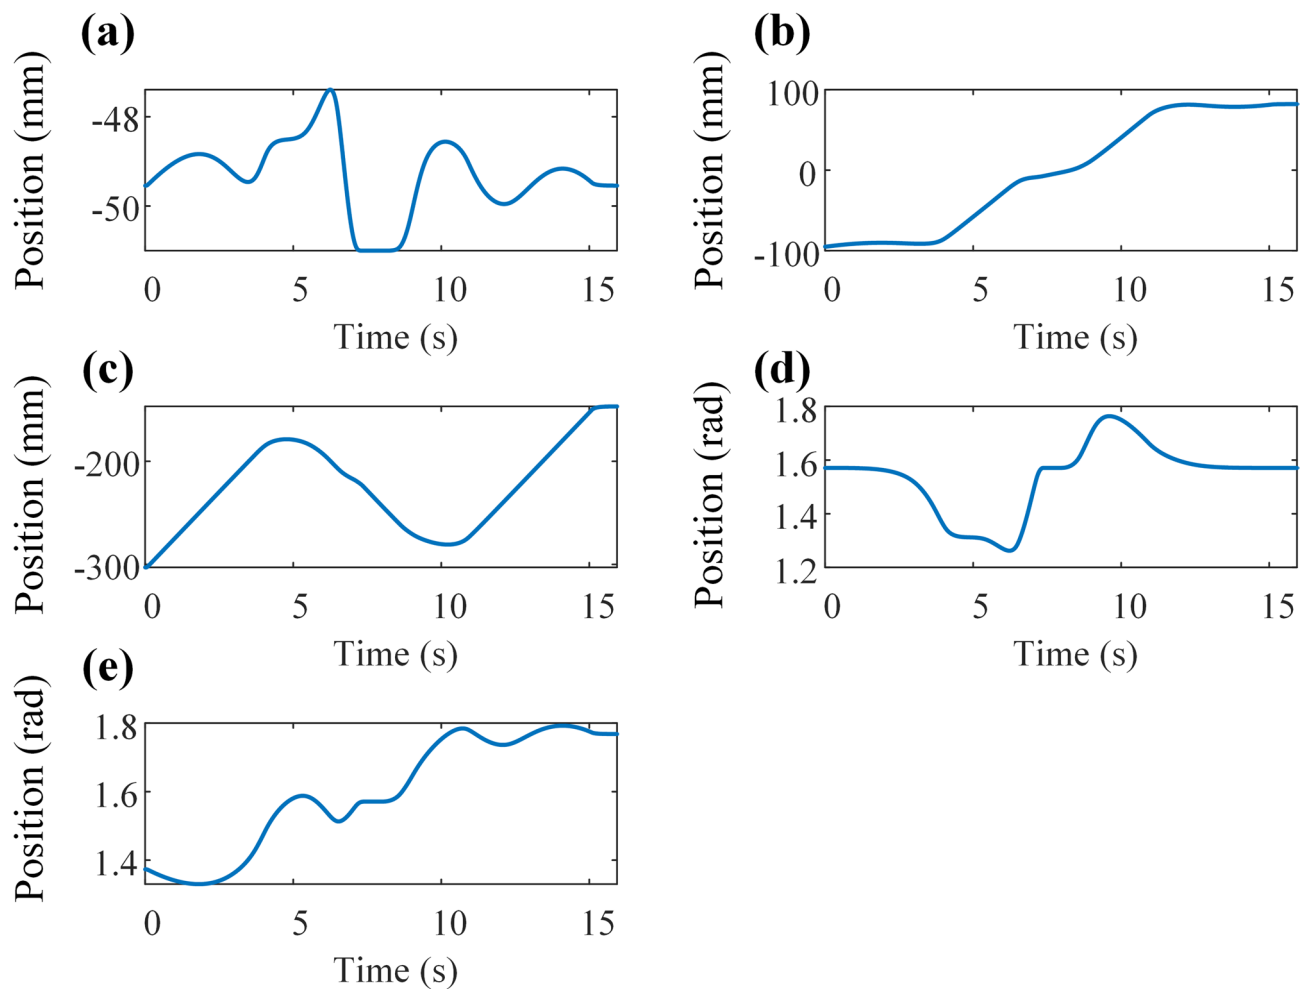 (a)
Position (mm)
-48
-50
0 5 10 15
Time (s)
(b)
Position (mm)
100
0
-100
0 5 10 15
Time (s)
(c)
Position (mm)
-200
-300
0 5 10 15
Time (s)
(d)
Position (rad)
1.8
1.6
1.4
1.2
0 5 10 15
Time (s)
(e)
Position (rad)
1.8
1.6
1.4
0 5 10 15
Time (s)